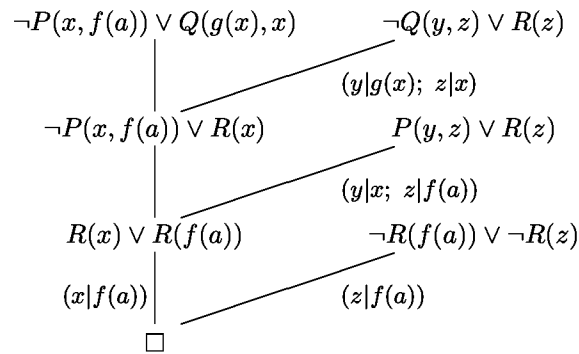 ¬P(x, f(a)) ∨ Q(g(x), x) ¬Q(y, z) ∨ R(z)
(y|g(x); z|x)
¬P(x, f(a)) ∨ R(x) P(y, z) ∨ R(z)
(y|x; z|f(a))
R(x) ∨ R(f(a)) ¬R(f(a)) ∨ ¬R(z)
(x|f(a)) (z|f(a))
□